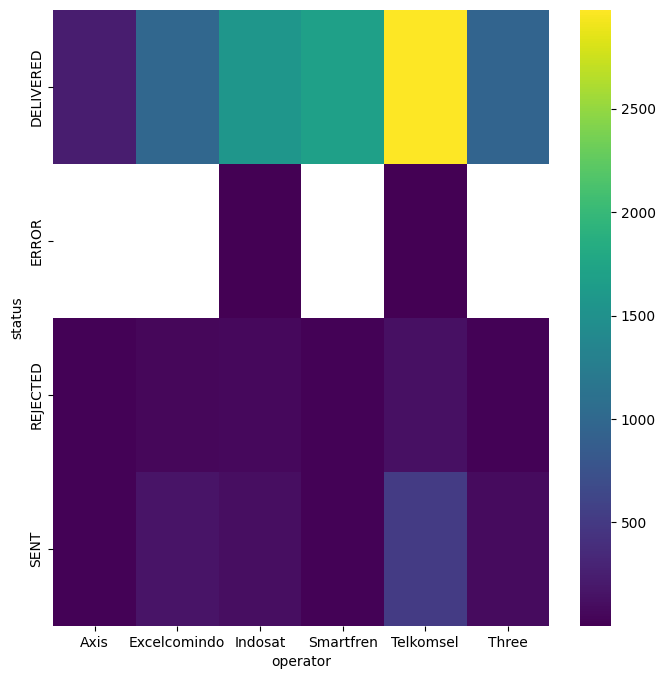 DELIVERED
ERROR
REJECTED
SENT
status
Axis Excelcomindo Indosat Smartfren Telkomsel Three
operator
2500
2000
1500
1000
500